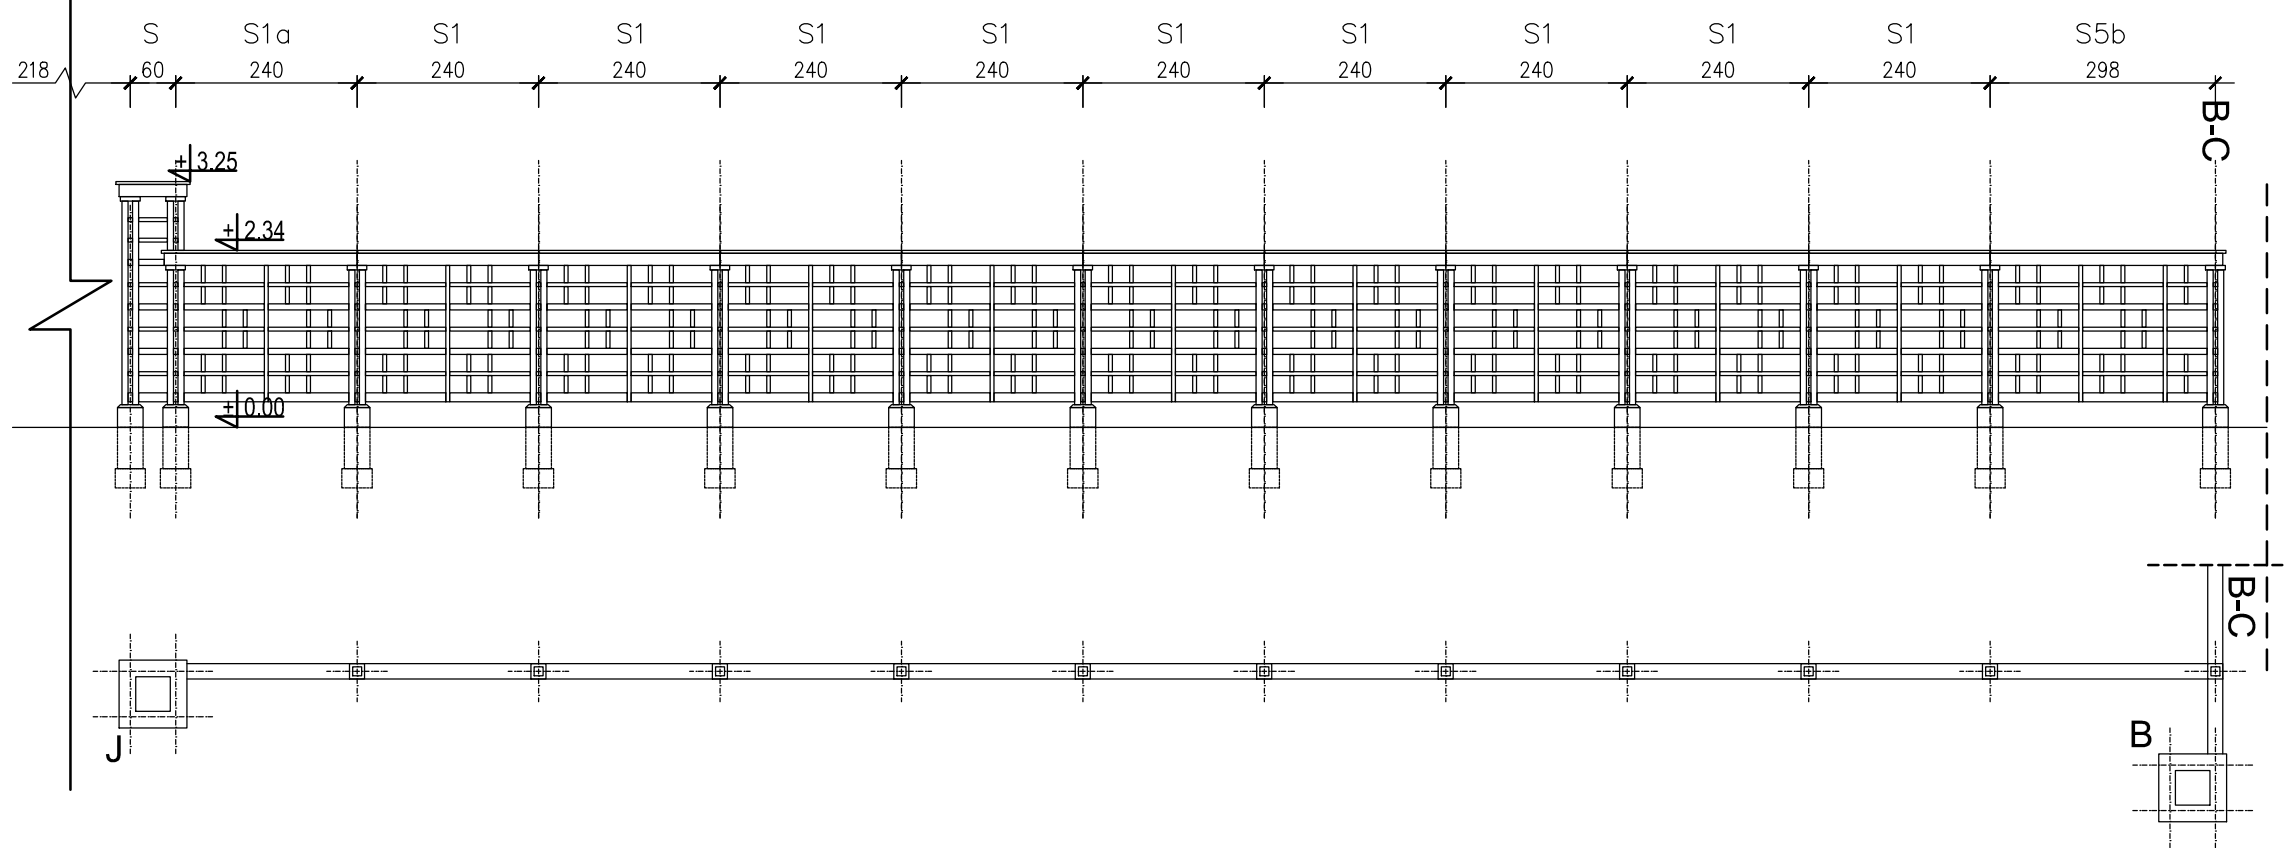 S S1a S1 S1 S1 S1 S1 S1 S1 S1 S1 S5b
218 60 240 240 240 240 240 240 240 240 240 240 298
B-C
+ 3.25
+ 2.34
+ 0.00
B-C
J
B